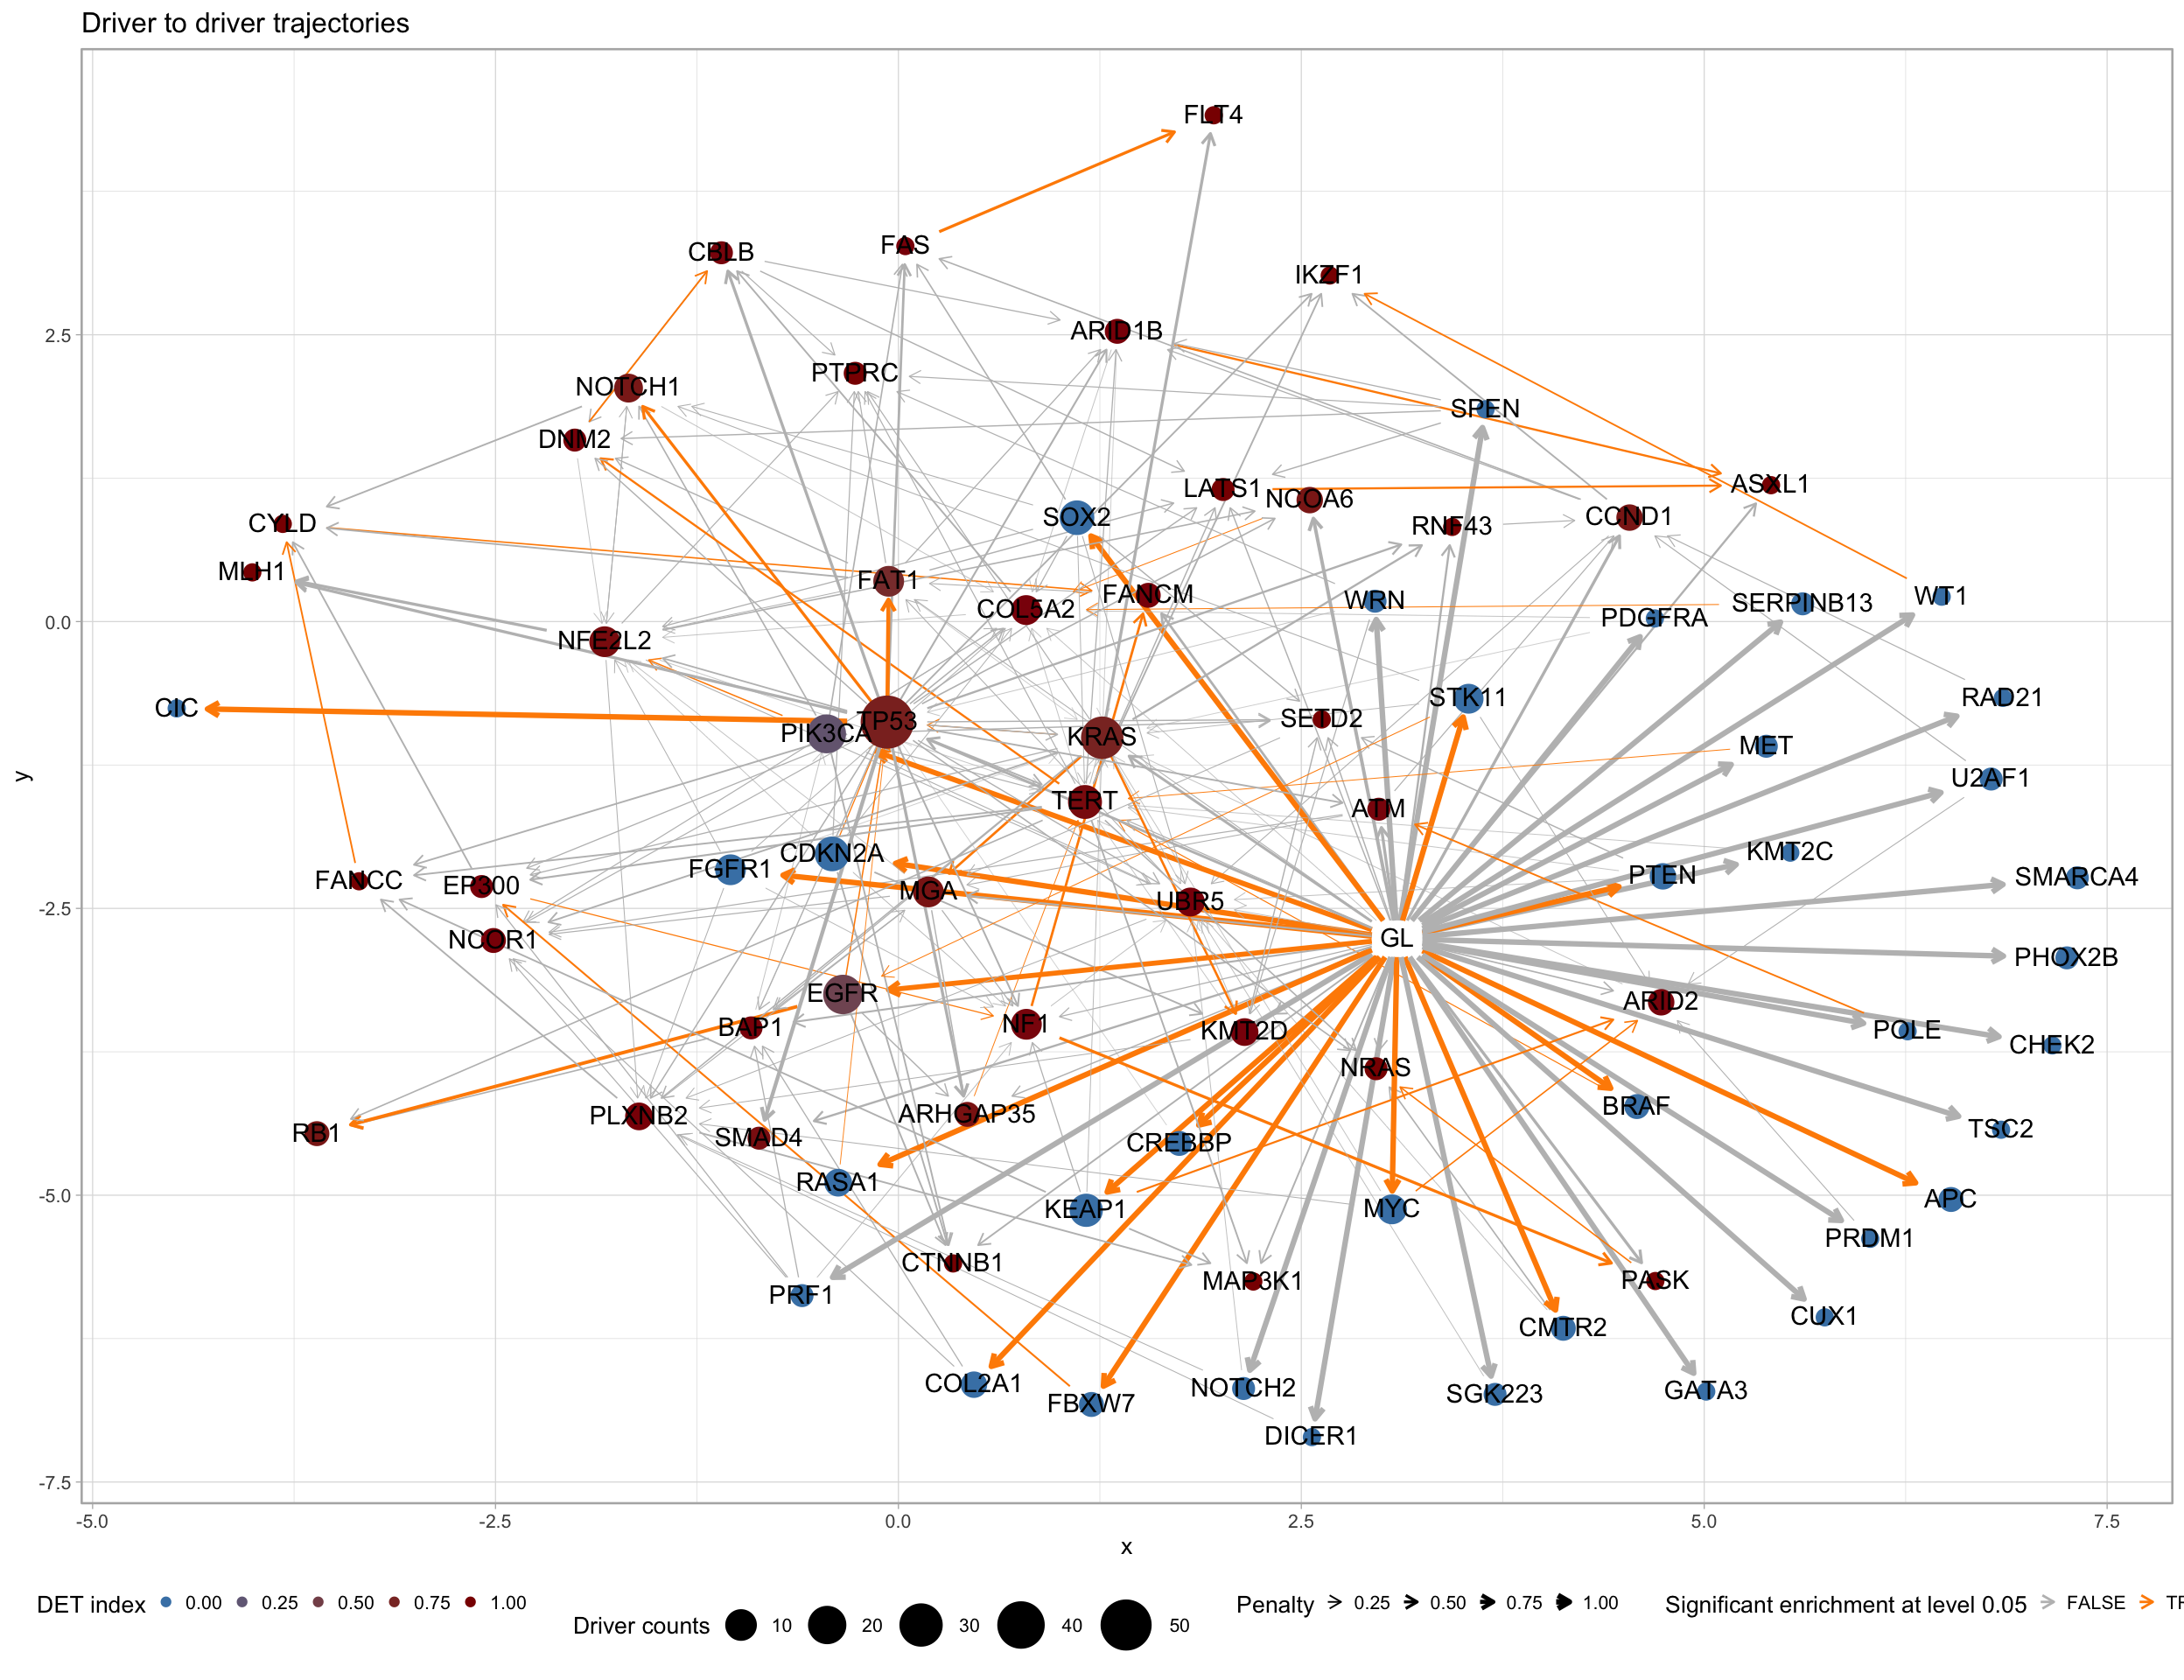 Driver to driver trajectories
FLT4
CBLB
FAS
IKZF1
2.5
ARID1B
PTPRC
NOTCH1
SPEN
DNM2
ASXL1
LATS1
NCOA6
SOX2
CCND1
CYLD
RNF43
MLH1
FAT1
FANCM
WT1
WRN
SERPINB13
COL5A2
PDGFRA
0.0
NFE2L2
RAD21
STK11
CIC
TP53
SETD2
PIK3CA
KRAS
MET
y
U2AF1
TERT
ATM
CDKN2A
KMT2C
FGFR1
PTEN
SMARCA4
FANCC
EP300
MGA
UBR5
-2.5
NCOR1
GL
PHOX2B
EGFR
ARID2
BAP1
NF1
KMT2D
POLE
CHEK2
NRAS
BRAF
PLXNB2
ARHGAP35
RB1
SMAD4
TSC2
CREBBP
RASA1
-5.0
APC
KEAP1
MYC
PRDM1
CTNNB1
MAP3K1
PASK
PRF1
CUX1
CMTR2
COL2A1
NOTCH2
SGK223
GATA3
FBXW7
DICER1
-7.5
-5.0 -2.5 0.0 2.5 5.0 7.5
x
DET index 0.00 0.25 0.50 0.75 1.00
Driver counts 10 20 30 40 50
Penalty 0.25 0.50 0.75 1.00
Significant enrichment at level 0.05 FALSE